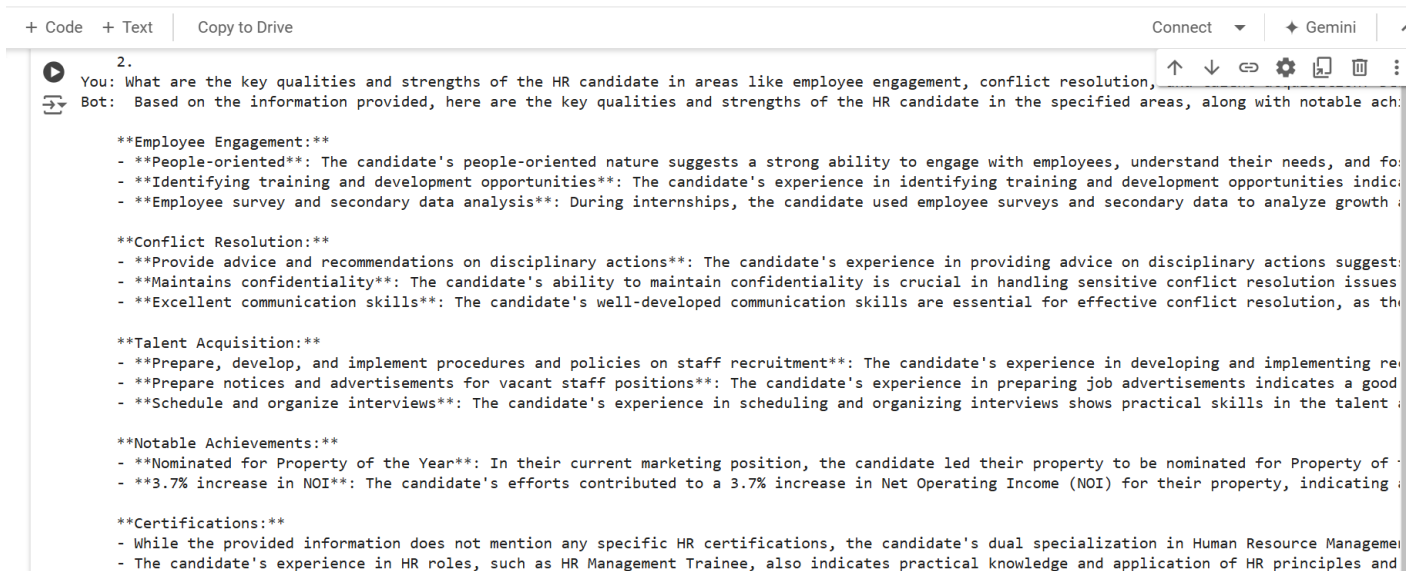 + Code + Text Copy to Drive Connect Gemini
2.
You: What are the key qualities and strengths of the HR candidate in areas like employee engagement, conflict resolution,
Bot: Based on the information provided, here are the key qualities and strengths of the HR candidate in the specified areas, along with notable
**Employee Engagement:**
- **People-oriented**: The candidate's people-oriented nature suggests a strong ability to engage with employees, understand their needs, and
- **Identifying training and development opportunities**: The candidate's experience in identifying training and development opportunities
- **Employee survey and secondary data analysis**: During internships, the candidate used employee surveys and secondary data to analyze growth
**Conflict Resolution:**
- **Provide advice and recommendations on disciplinary actions**: The candidate's experience in providing advice on disciplinary actions
- **Maintains confidentiality**: The candidate's ability to maintain confidentiality is crucial in handling sensitive conflict resolution issues
- **Excellent communication skills**: The candidate's well-developed communication skills are essential for effective conflict resolution, as
**Talent Acquisition:**
- **Prepare, develop, and implement procedures and policies on staff recruitment**: The candidate's experience in developing and implementing
- **Prepare notices and advertisements for vacant staff positions**: The candidate's experience in preparing job advertisements indicates a good
- **Schedule and organize interviews**: The candidate's experience in scheduling and organizing interviews shows practical skills in the talent
**Notable Achievements:**
- **Nominated for Property of the Year**: In their current marketing position, the candidate led their property to be nominated for Property of
- **3.7% increase in NOI**: The candidate's efforts contributed to a 3.7% increase in Net Operating Income (NOI) for their property, indicating
**Certifications:**
- While the provided information does not mention any specific HR certifications, the candidate's dual specialization in Human Resource
- The candidate's experience in HR roles, such as HR Management Trainee, also indicates practical knowledge and application of HR principles and